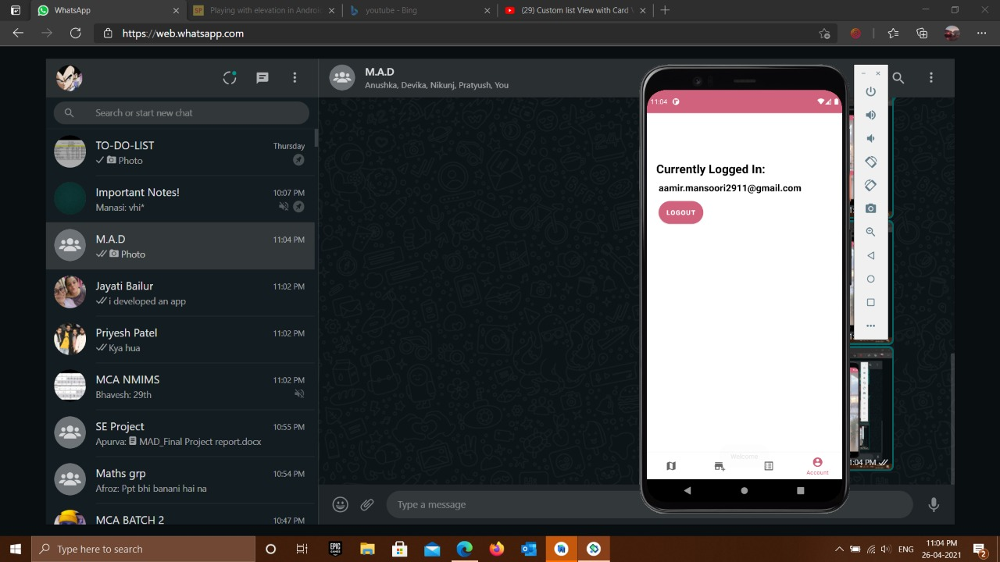 WhatsApp
Playing with elevation in Androi
youtube - Bing
(29) Custom list View with Card V
https://web.whatsapp.com
M.A.D
Anushka, Devika, Nikunj, Pratyush, You
Search or start new chat
TO-DO-LIST
Thursday
Photo
Important Notes!
10:07 PM
Manasi: vhi*
M.A.D
11:04 PM
Photo
Jayati Bailur
11:02 PM
i developed an app
Priyesh Patel
11:02 PM
Kya hua
MCA NMIMS
11:02 PM
Bhavesh: 29th
SE Project
10:55 PM
Apurva: MAD_Final Project report.docx
Maths grp
10:54 PM
Afroz: Ppt bhi banani hai na
MCA BATCH 2
10:47 PM
11:04
Currently Logged In:
aamir.mansoori2911@gmail.com
LOGOUT
Welcome
Account
1:04 PM
Type a message
Type here to search
EPIC GAMES
ENG
11:04 PM
26-04-2021
2